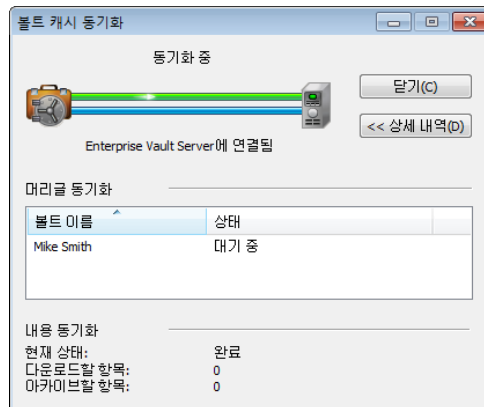 볼트 캐시 동기화
동기화 중
닫기(C)
<< 상세 내역(D)
Enterprise Vault Server에 연결됨
머리글 동기화
볼트 이름 상태
Mike Smith 대기 중
내용 동기화
현재 상태: 완료
다운로드할 항목: 0
아카이브할 항목: 0